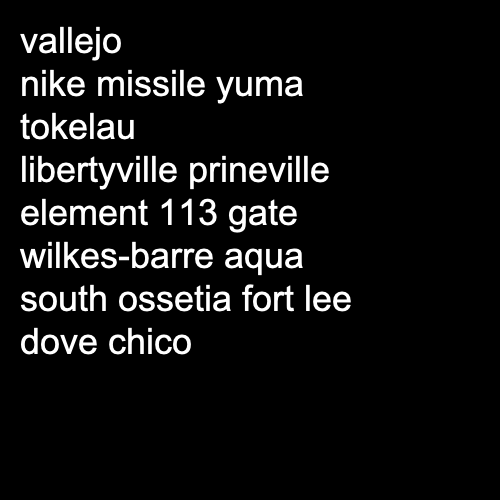 vallejo
nike missile yuma
tokelau
libertyville prineville
element 113 gate
wilkes-barre aqua
south ossetia fort lee
dove chico